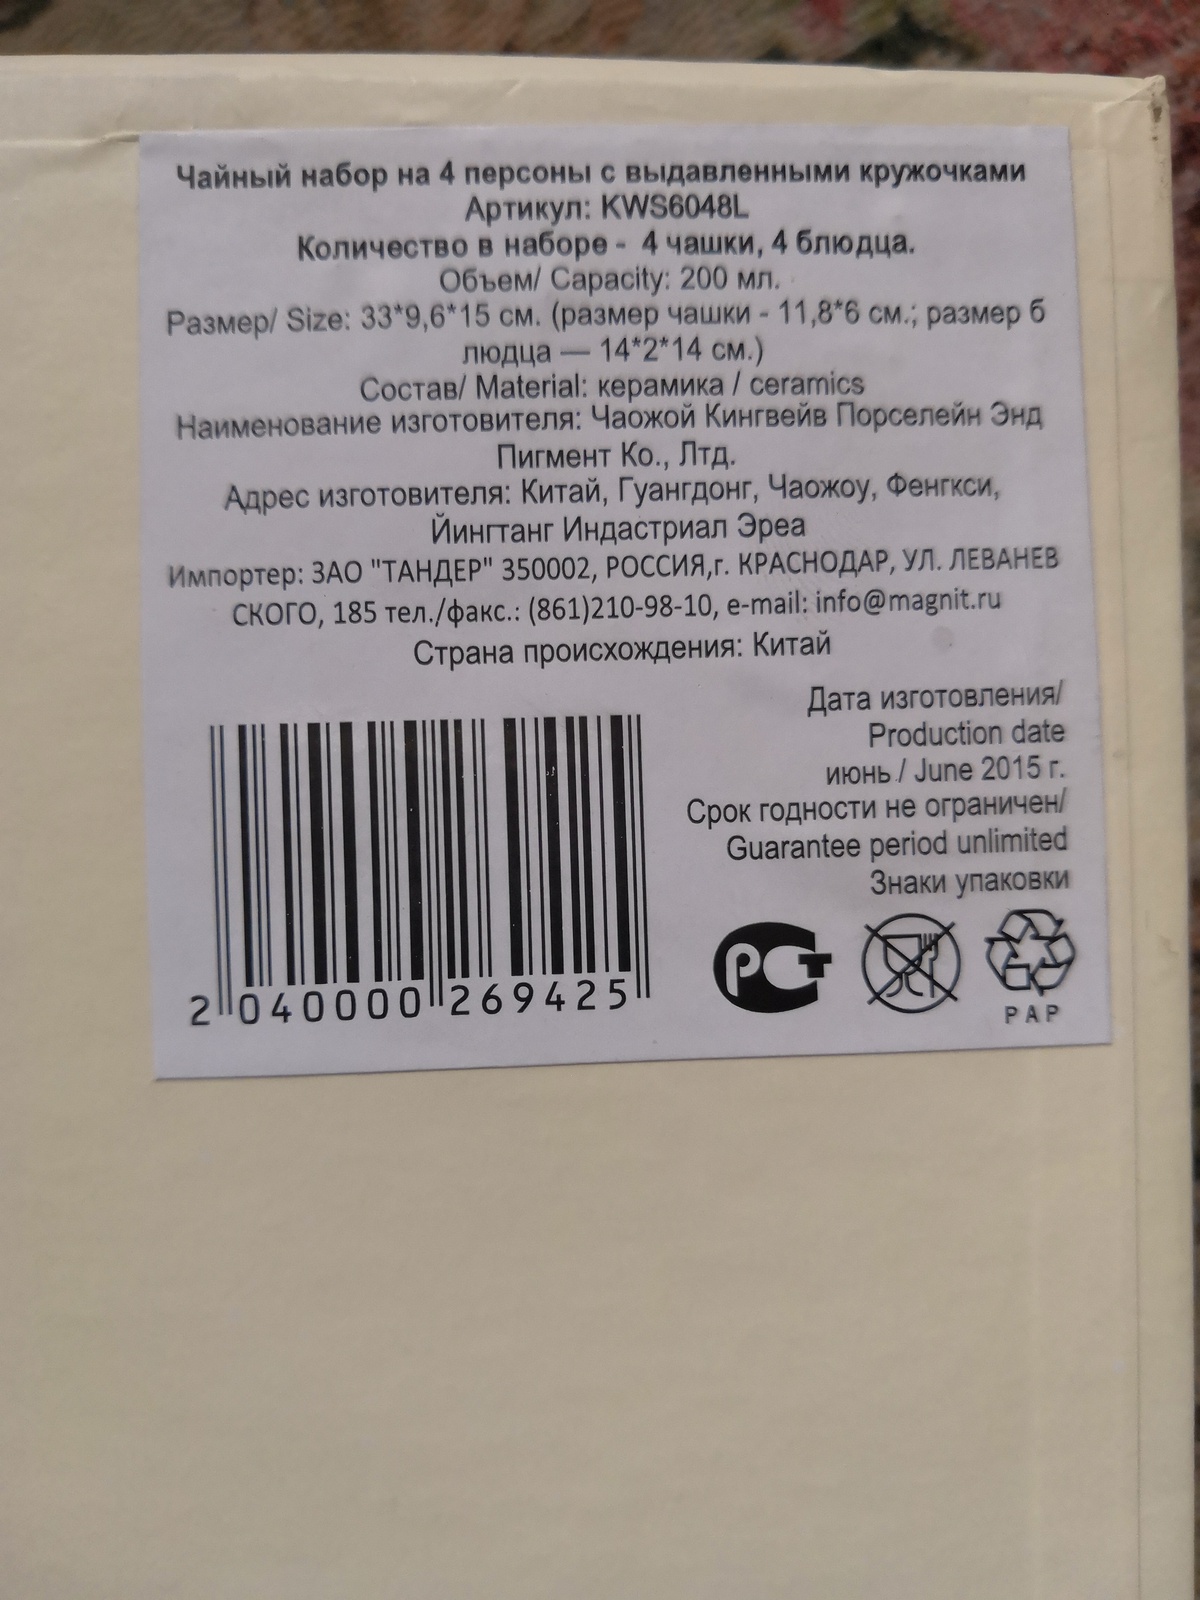 Чайный набор на 4 персоны с выдавленными кружочками
Артикул: KWS6048L
Количество в наборе - 4 чашки, 4 блюдца.
Объем/ Capacity: 200 мл.
Размер/ Size: 33*9,6*15 см. (размер чашки - 11,8*6 см.; размер б
людца — 14*2*14 см.)
Состав/ Material: керамика / ceramics
Наименование изготовителя: Чаожой Кингвейв Порселейн Энд
Пигмент Ко., Лтд.
Адрес изготовителя: Китай, Гуангдонг, Чаожоу, Фенгкси,
Йингтанг Индастриал Эреа
Импортер: ЗАО "ТАНДЕР" 350002, РОССИЯ,г. КРАСНОДАР, УЛ. ЛЕВАНЕВ
СКОГО, 185 тел./факс.: (861)210-98-10, e-mail: info@magnit.ru
Страна происхождения: Китай
Дата изготовления/
Production date
июнь / June 2015 г.
Срок годности не ограничен/
Guarantee period unlimited
Знаки упаковки
РСТ
PAP
2 040000 269425